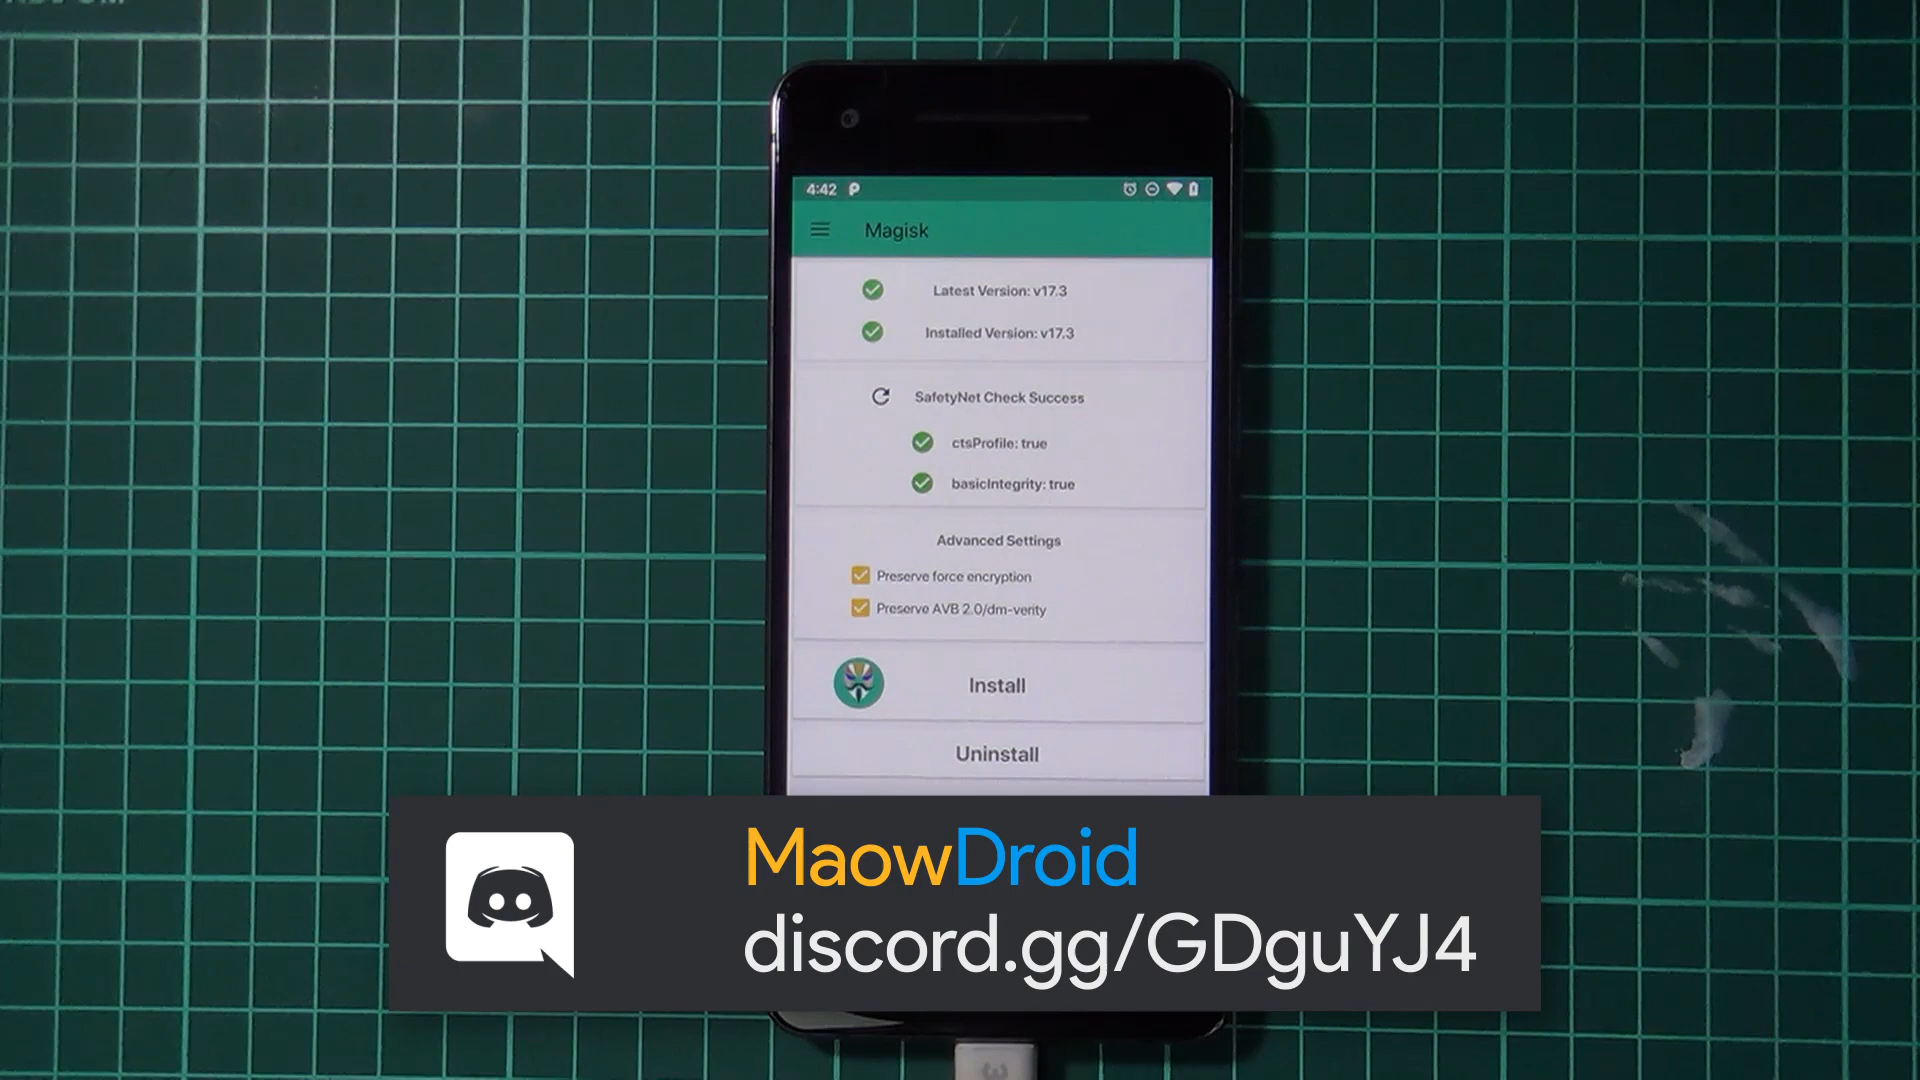 4:42
Magisk
Latest Version: v17.3
Installed Version: v17.3
SafetyNet Check Success
ctsProfile: true
basicIntegrity: true
Advanced Settings
Preserve force encryption
Preserve AVB 2.0/dm-verity
Install
Uninstall
MaowDroid
discord.gg/GDguYJ4